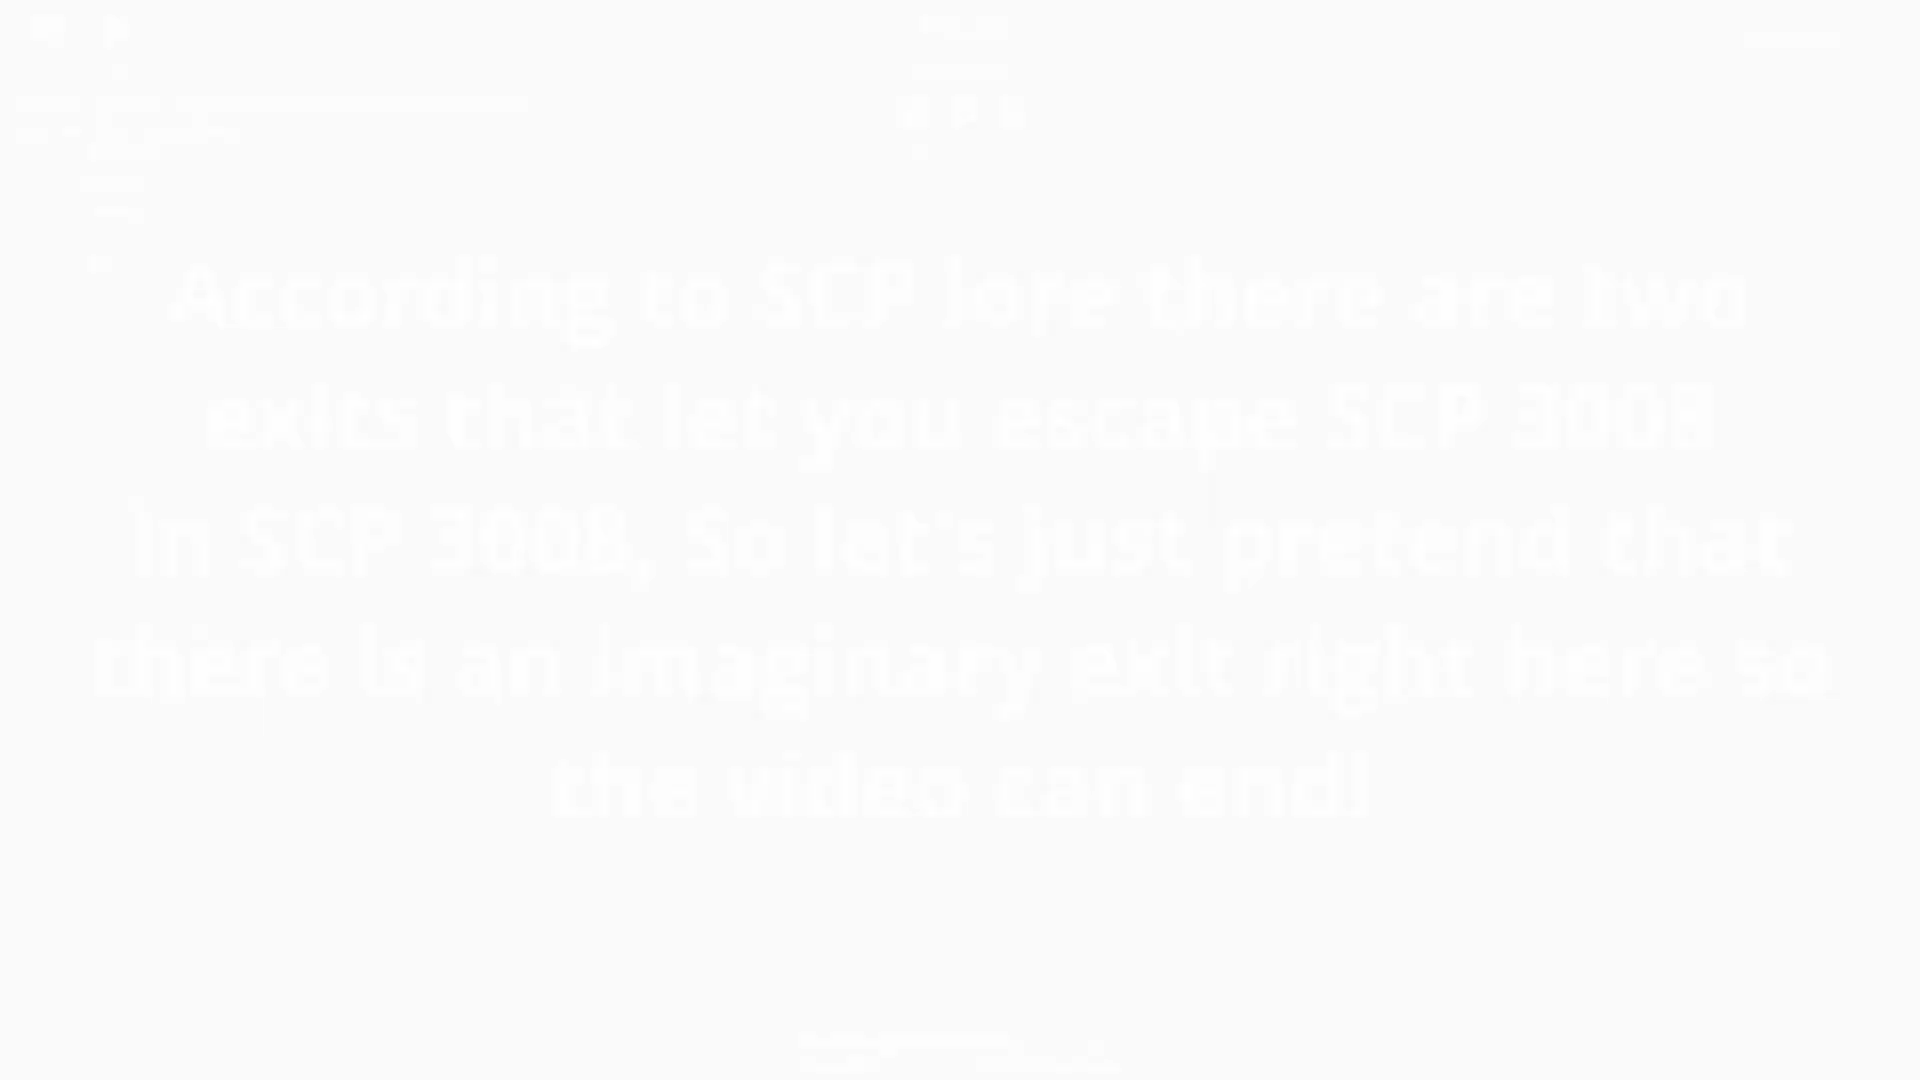 According to SCP lore there are two
exits that let you escape SCP 3008
in SCP 3008, So let's just pretend that
there is an imaginary exit right here so
the video can end!